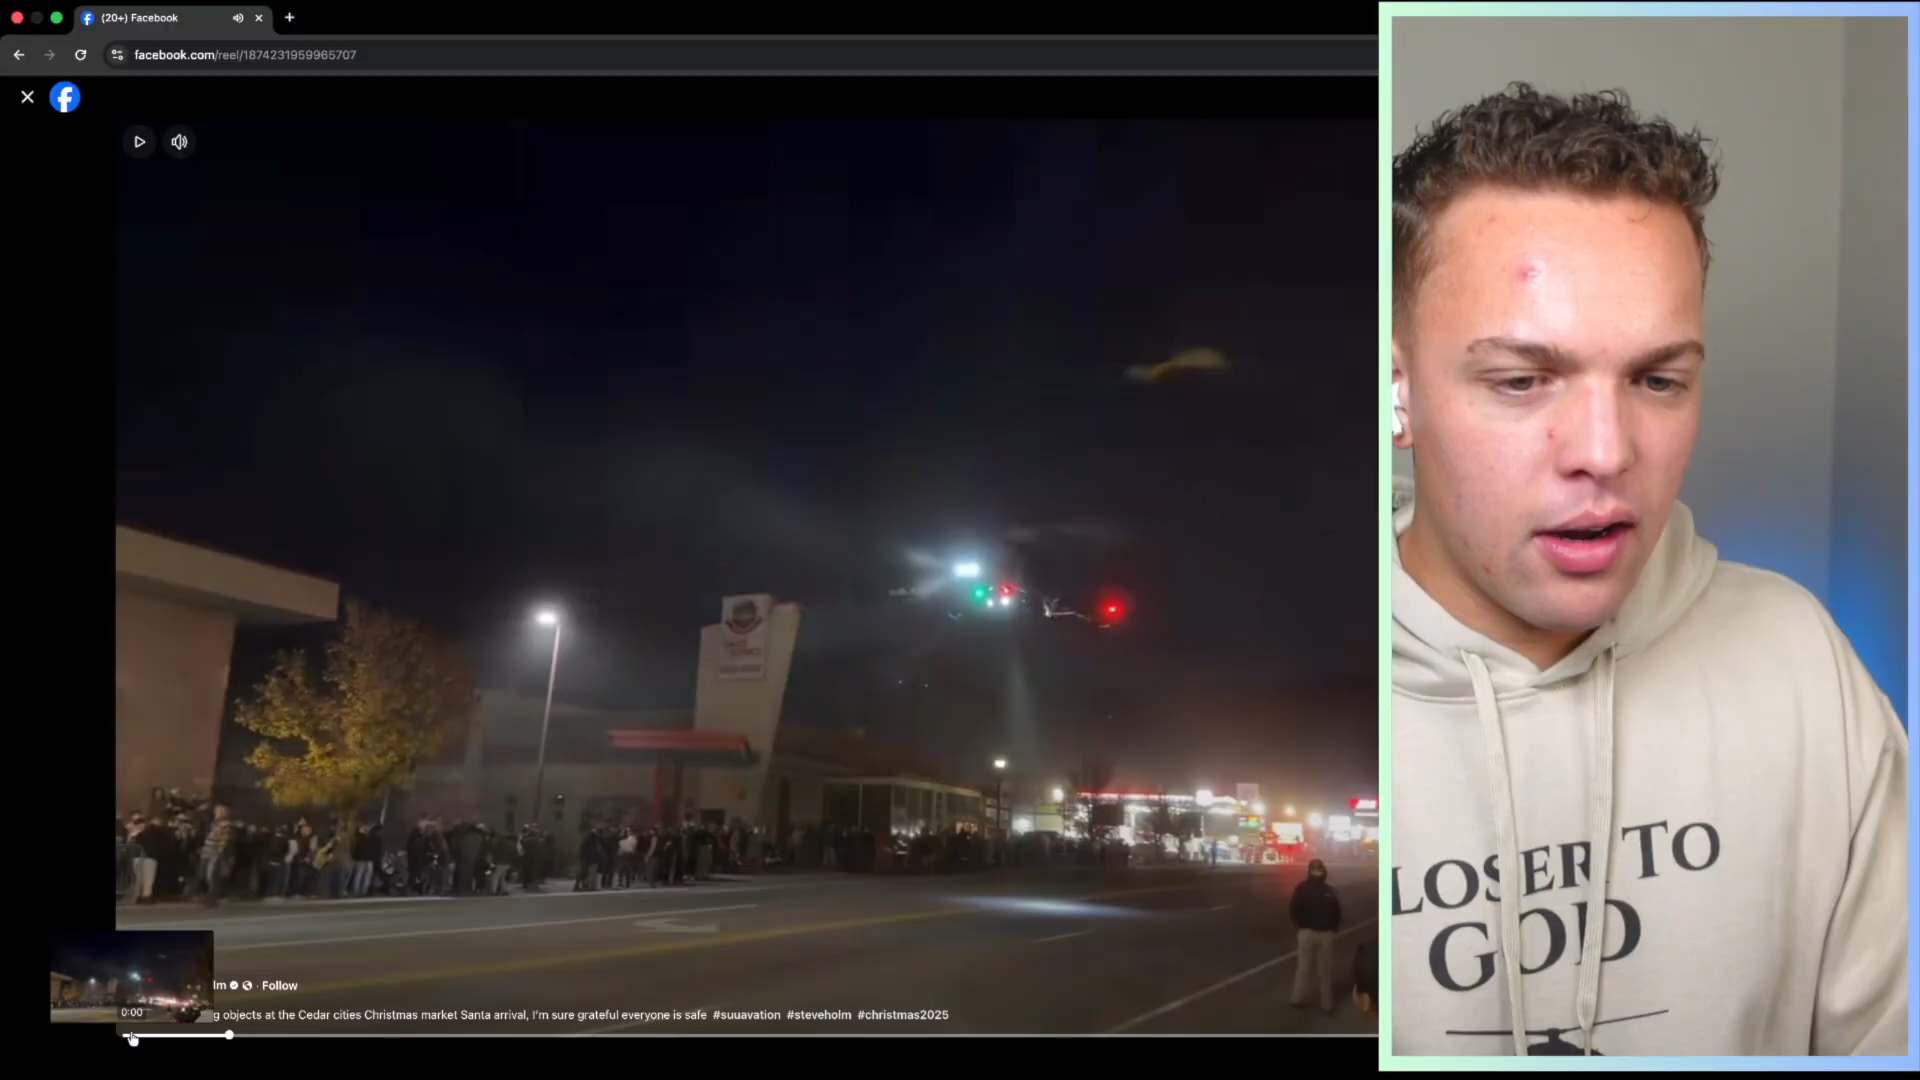 (20+) Facebook
facebook.com/reel/1874231959965707
lm · Follow
0:00
g objects at the Cedar cities Christmas market Santa arrival, I'm sure grateful everyone is safe #suuavation #steveholm #christmas2025
LOSER TO
GOD